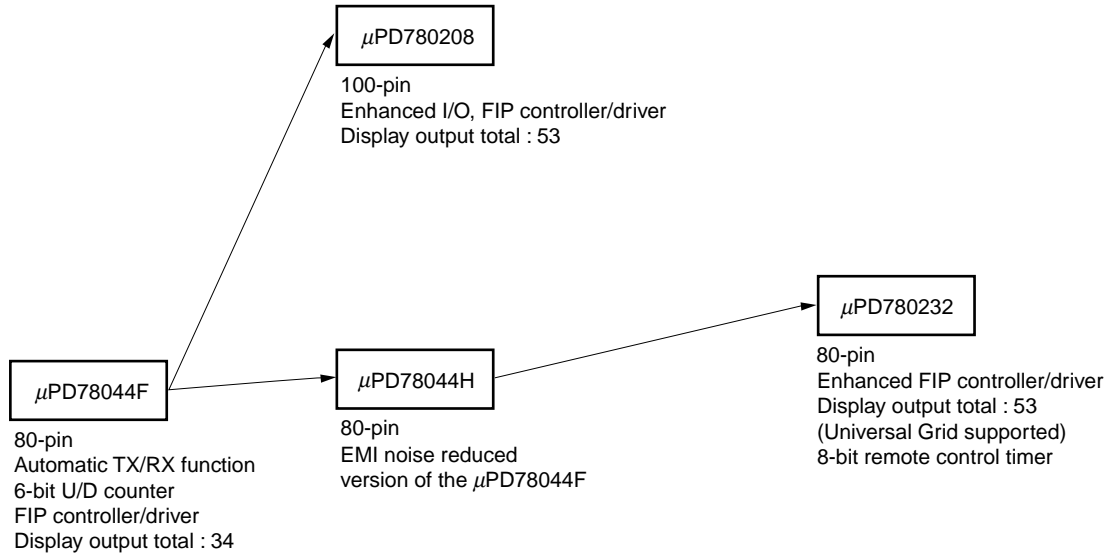 μPD780208
100-pin
Enhanced I/O, FIP controller/driver
Display output total : 53
μPD780232
80-pin
Enhanced FIP controller/driver
Display output total : 53
(Universal Grid supported)
8-bit remote control timer
μPD78044H
80-pin
EMI noise reduced
version of the μPD78044F
μPD78044F
80-pin
Automatic TX/RX function
6-bit U/D counter
FIP controller/driver
Display output total : 34